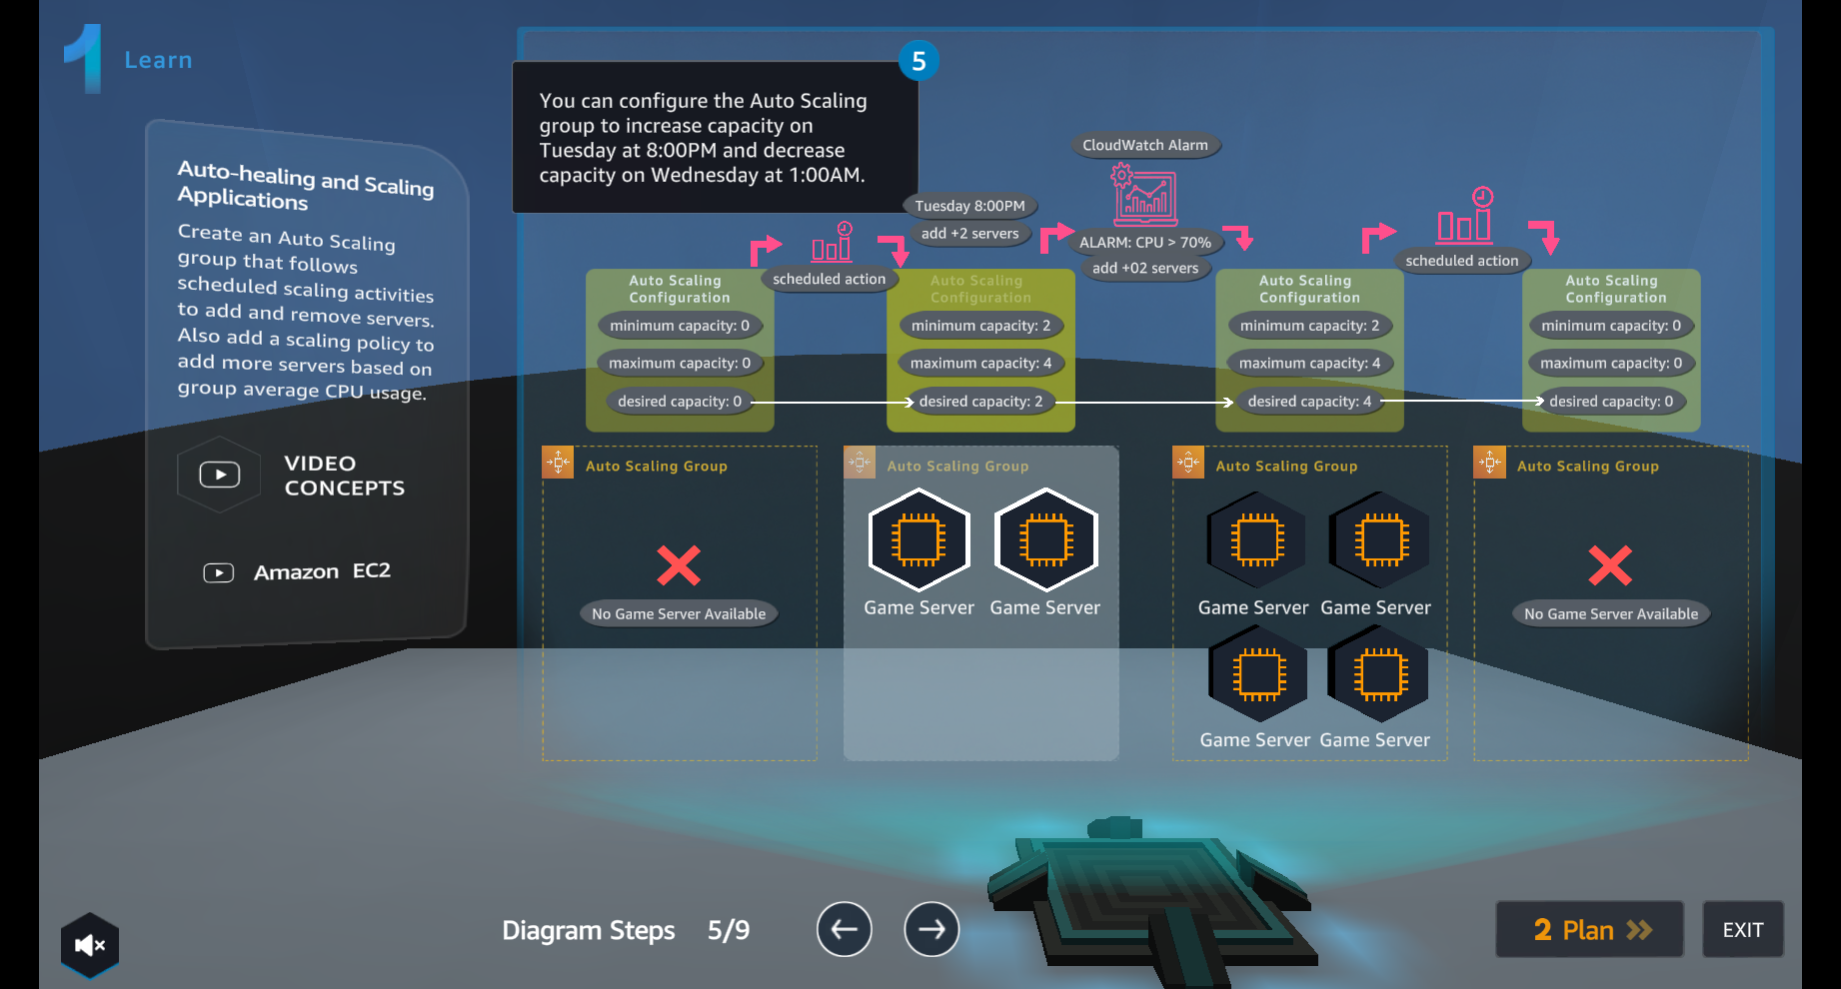 1 Learn
Auto-healing and Scaling
Applications
Create an Auto Scaling
group that follows
scheduled scaling activities
to add and remove servers.
Also add a scaling policy to
add more servers based on
group average CPU usage.
VIDEO
CONCEPTS
Amazon EC2
5
You can configure the Auto Scaling
group to increase capacity on
Tuesday at 8:00PM and decrease
capacity on Wednesday at 1:00AM.
scheduled action
Tuesday 8:00PM
add +2 servers
CloudWatch Alarm
ALARM: CPU > 70%
add +02 servers
scheduled action
Auto Scaling
Configuration
minimum capacity: 0
maximum capacity: 0
desired capacity: 0
Auto Scaling
Configuration
minimum capacity: 2
maximum capacity: 4
desired capacity: 2
Auto Scaling
Configuration
minimum capacity: 2
maximum capacity: 4
desired capacity: 4
Auto Scaling
Configuration
minimum capacity: 0
maximum capacity: 0
desired capacity: 0
Auto Scaling Group
No Game Server Available
Auto Scaling Group
Game Server Game Server
Auto Scaling Group
Game Server Game Server
Game Server Game Server
Auto Scaling Group
No Game Server Available
Diagram Steps 5/9
2 Plan
EXIT